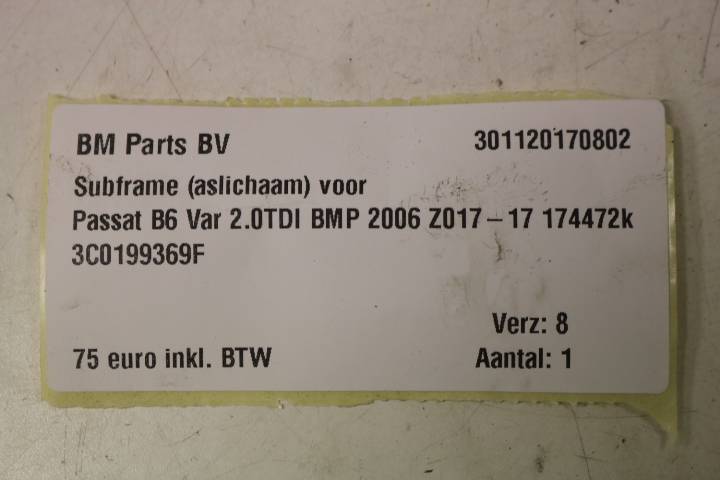 BM Parts BV 301120170802
Subframe (aslichaam) voor
Passat B6 Var 2.0TDI BMP 2006 Z017-17 174472k
3C0199369F
Verz: 8
75 euro inkl. BTW Aantal: 1